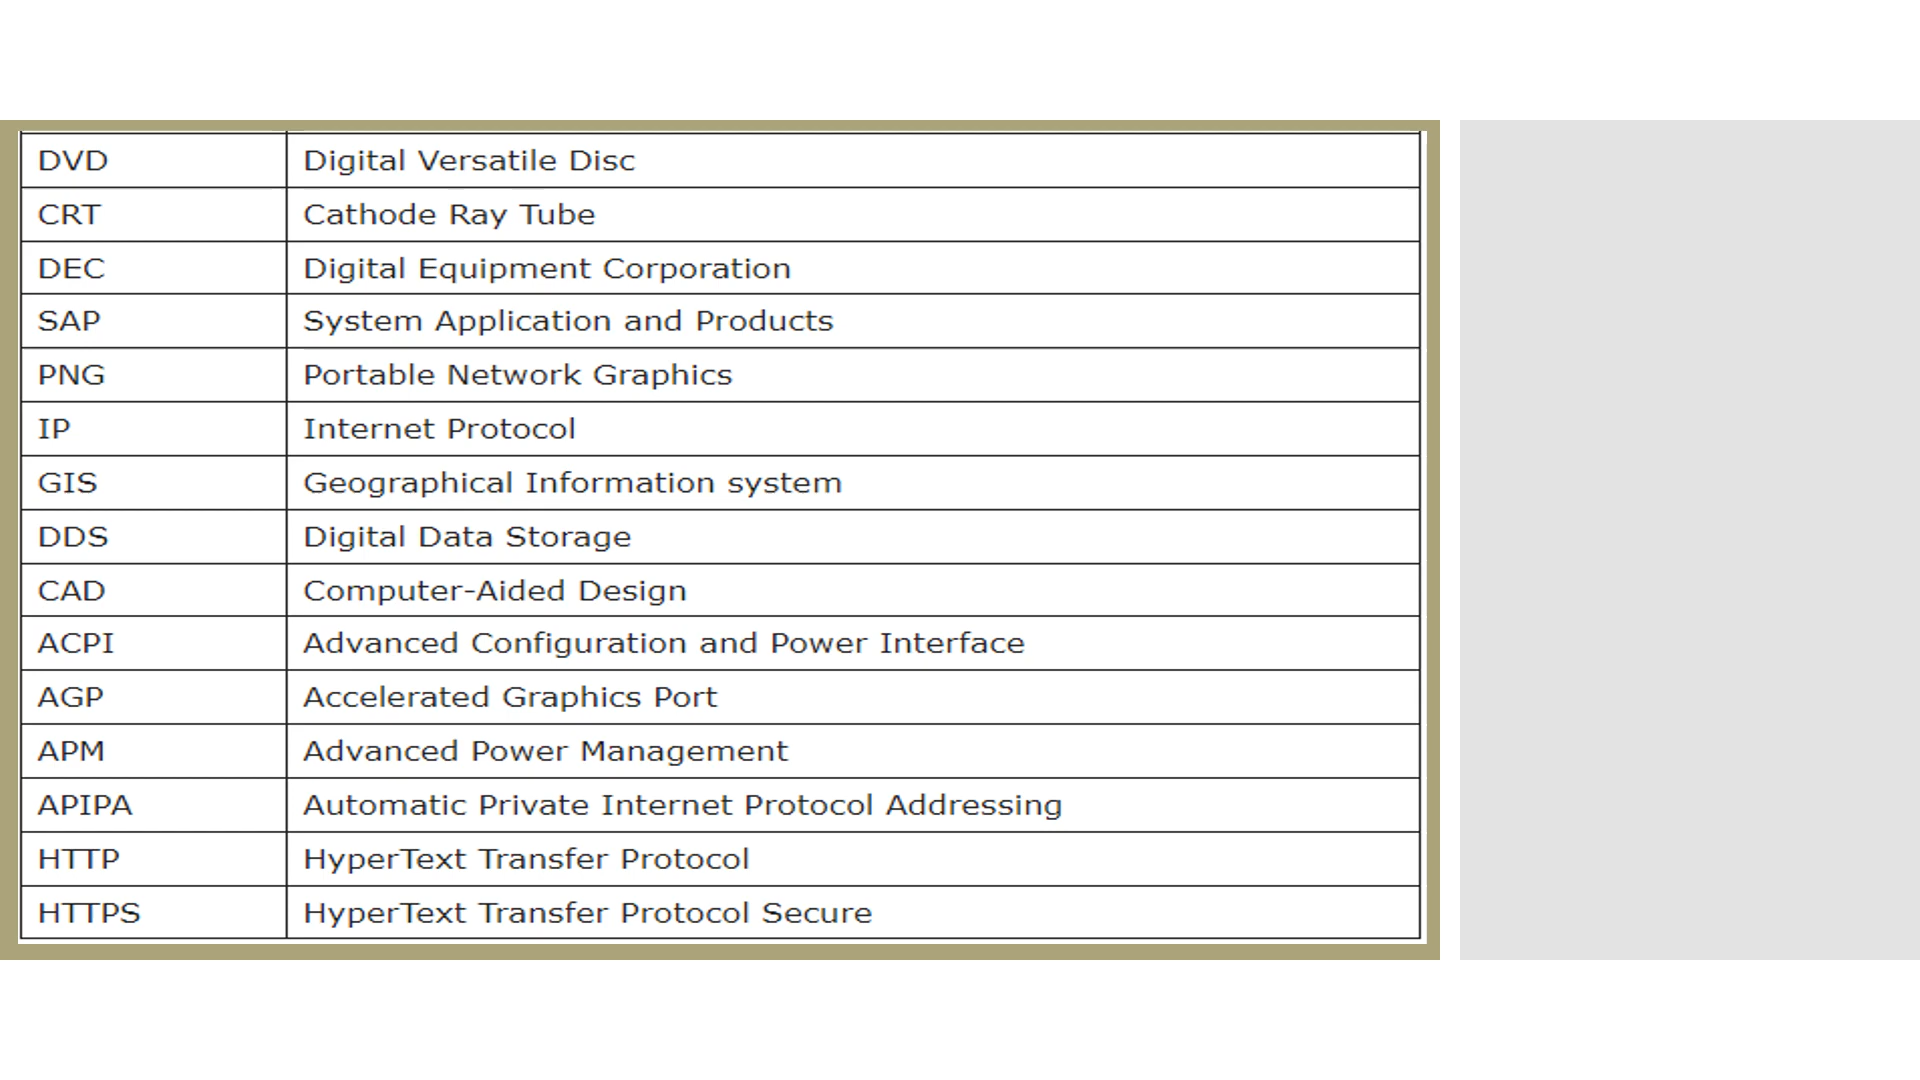 DVD Digital Versatile Disc
CRT Cathode Ray Tube
DEC Digital Equipment Corporation
SAP System Application and Products
PNG Portable Network Graphics
IP Internet Protocol
GIS Geographical Information system
DDS Digital Data Storage
CAD Computer-Aided Design
ACPI Advanced Configuration and Power Interface
AGP Accelerated Graphics Port
APM Advanced Power Management
APIPA Automatic Private Internet Protocol Addressing
HTTP HyperText Transfer Protocol
HTTPS HyperText Transfer Protocol Secure